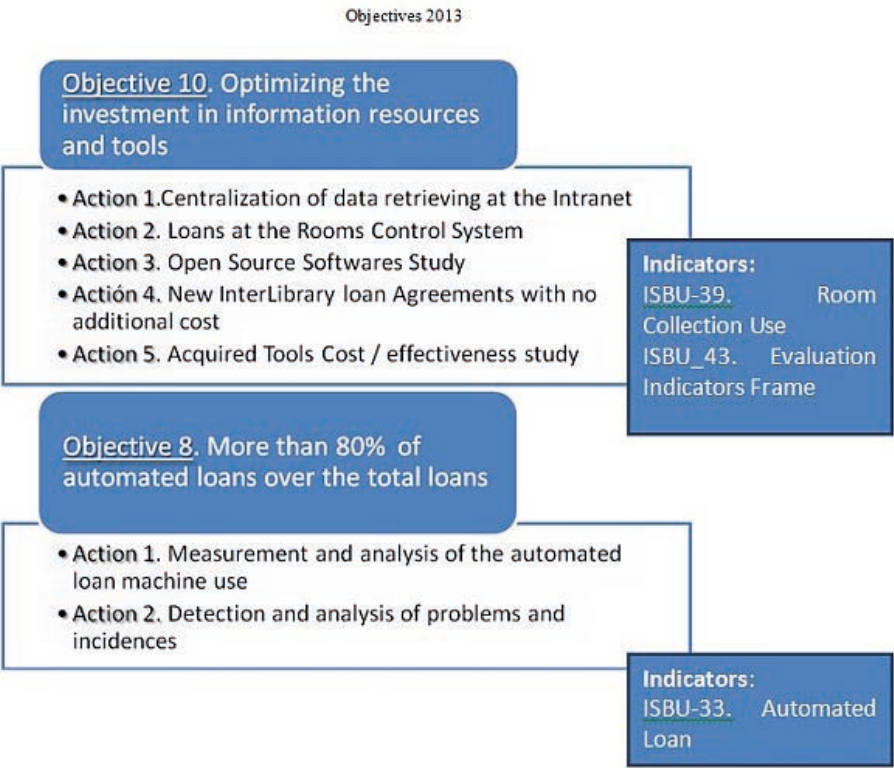 Objectives 2013
Objective 10. Optimizing the
investment in information resources
and tools
• Action 1.Centralization of data retrieving at the Intranet
• Action 2. Loans at the Rooms Control System
• Action 3. Open Source Softwares Study
• Actión 4. New InterLibrary loan Agreements with no
additional cost
• Action 5. Acquired Tools Cost / effectiveness study
Indicators:
ISBU-39. Room
Collection Use
ISBU_43. Evaluation
Indicators Frame
Objective 8. More than 80% of
automated loans over the total loans
• Action 1. Measurement and analysis of the automated
loan machine use
• Action 2. Detection and analysis of problems and
incidences
Indicators:
ISBU-33. Automated
Loan